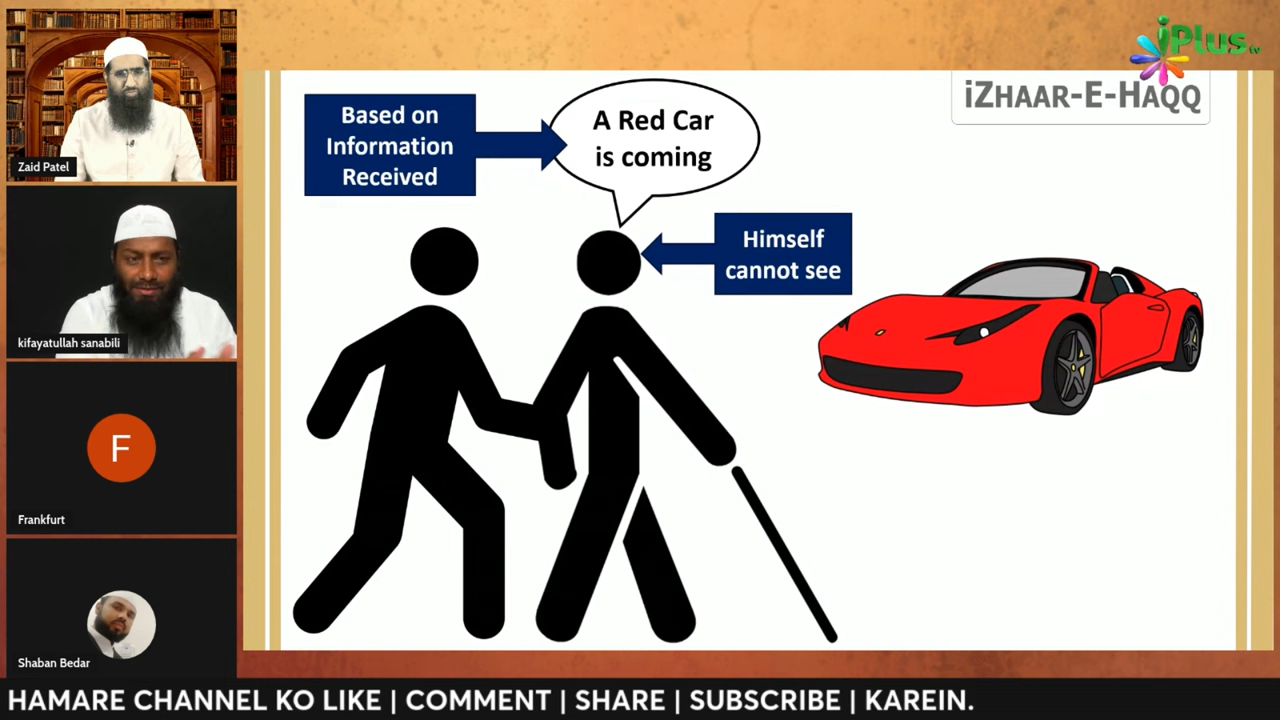 Zaid Patel
kifayatullah sanabili
F
Frankfurt
Shaban Bedar
iPlus tv
iZHAAR-E-HAQQ
Based on
Information
Received
A Red Car
is coming
Himself
cannot see
HAMARE CHANNEL KO LIKE | COMMENT | SHARE | SUBSCRIBE | KAREIN.